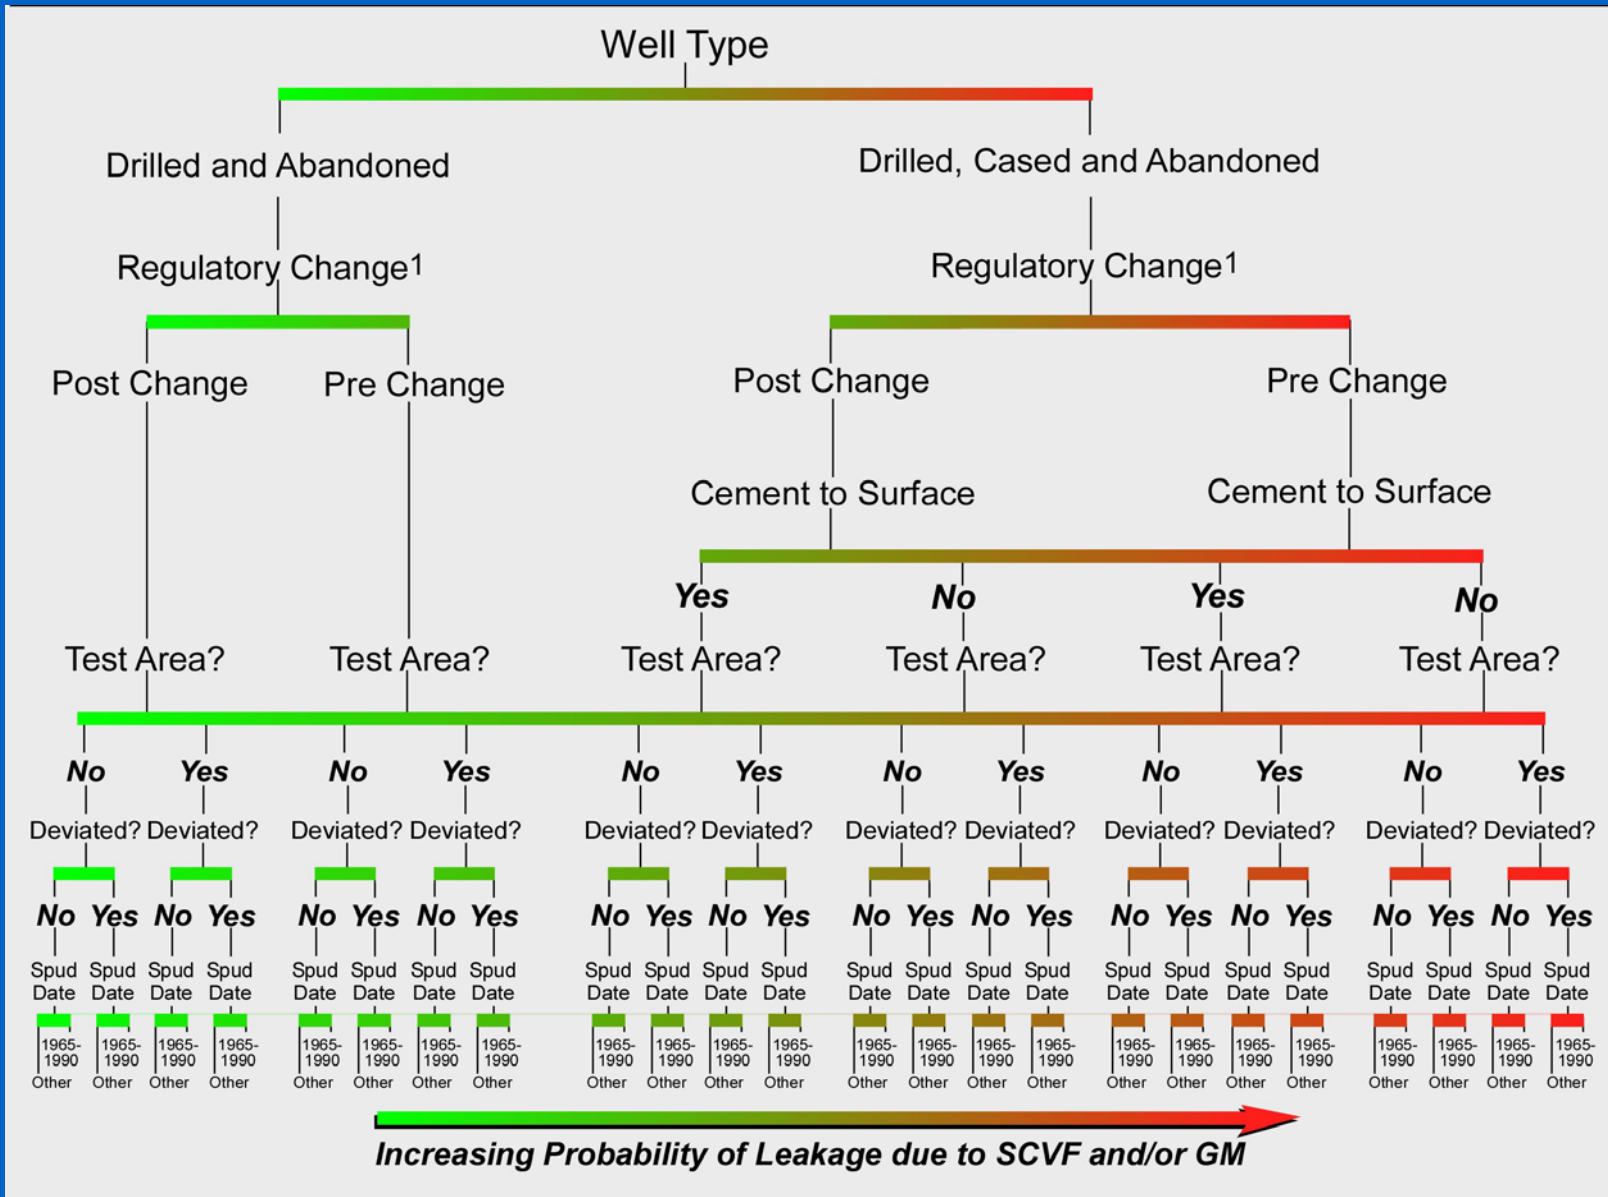 Well Type
Drilled and Abandoned
Drilled, Cased and Abandoned
Regulatory Change1
Regulatory Change1
Post Change
Pre Change
Post Change
Pre Change
Cement to Surface
Cement to Surface
Yes
No
Yes
No
Test Area?
Test Area?
Test Area?
Test Area?
Test Area?
Test Area?
No Yes No Yes No Yes No Yes No Yes No Yes
Deviated? Deviated? Deviated? Deviated? Deviated? Deviated? Deviated? Deviated? Deviated? Deviated? Deviated? Deviated?
No Yes No Yes No Yes No Yes No Yes No Yes No Yes No Yes No Yes No Yes No Yes No Yes
Spud Spud Spud Spud Spud Spud Spud Spud Spud Spud Spud Spud Spud Spud Spud Spud Spud Spud Spud Spud Spud Spud Spud Spud
Date Date Date Date Date Date Date Date Date Date Date Date Date Date Date Date Date Date Date Date Date Date Date Date
1965- 1965- 1965- 1965- 1965- 1965- 1965- 1965- 1965- 1965- 1965- 1965- 1965- 1965- 1965- 1965- 1965- 1965- 1965- 1965- 1965- 1965- 1965- 1965-
1990 1990 1990 1990 1990 1990 1990 1990 1990 1990 1990 1990 1990 1990 1990 1990 1990 1990 1990 1990 1990 1990 1990 1990
Other Other Other Other Other Other Other Other Other Other Other Other Other Other Other Other Other Other Other Other Other Other Other Other
Increasing Probability of Leakage due to SCVF and/or GM